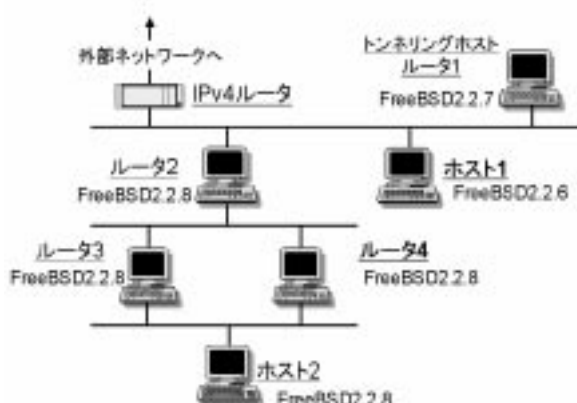 外部ネットワークへ
IPv4ルータ
トンネリングホスト
ルータ1
FreeBSD2.2.7
ルータ2
FreeBSD2.2.8
ホスト1
FreeBSD2.2.6
ルータ3
FreeBSD2.2.8
ルータ4
FreeBSD2.2.8
ホスト2
FreeBSD2.2.8